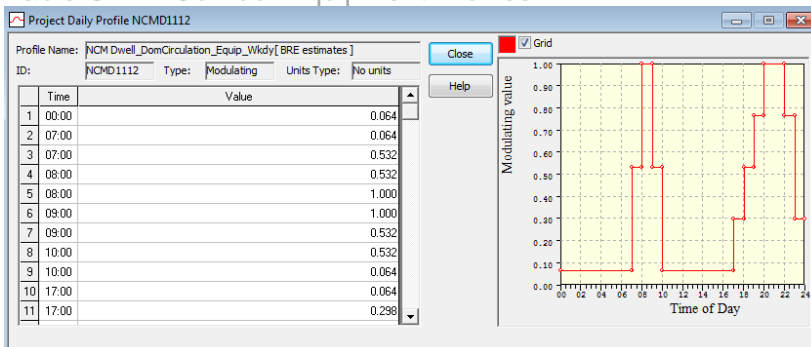 Project Daily Profile NCMD1112
Profile Name: NCM Dwell_DomCirculation_Equip_Wkdy[ BRE estimates ]
ID: NCMD1112 Type: Modulating Units Type: No units
Close
Help
Grid
Time Value
1 00:00 0.064
2 07:00 0.064
3 07:00 0.532
4 08:00 0.532
5 08:00 1.000
6 09:00 1.000
7 09:00 0.532
8 10:00 0.532
9 10:00 0.064
10 17:00 0.064
11 17:00 0.298
Modulating value
1.00
0.90
0.70
0.60
0.50
0.40
0.30
0.20
0.00
00 02 04 06 08 10 12 14 16 18 20 22 24
Time of Day